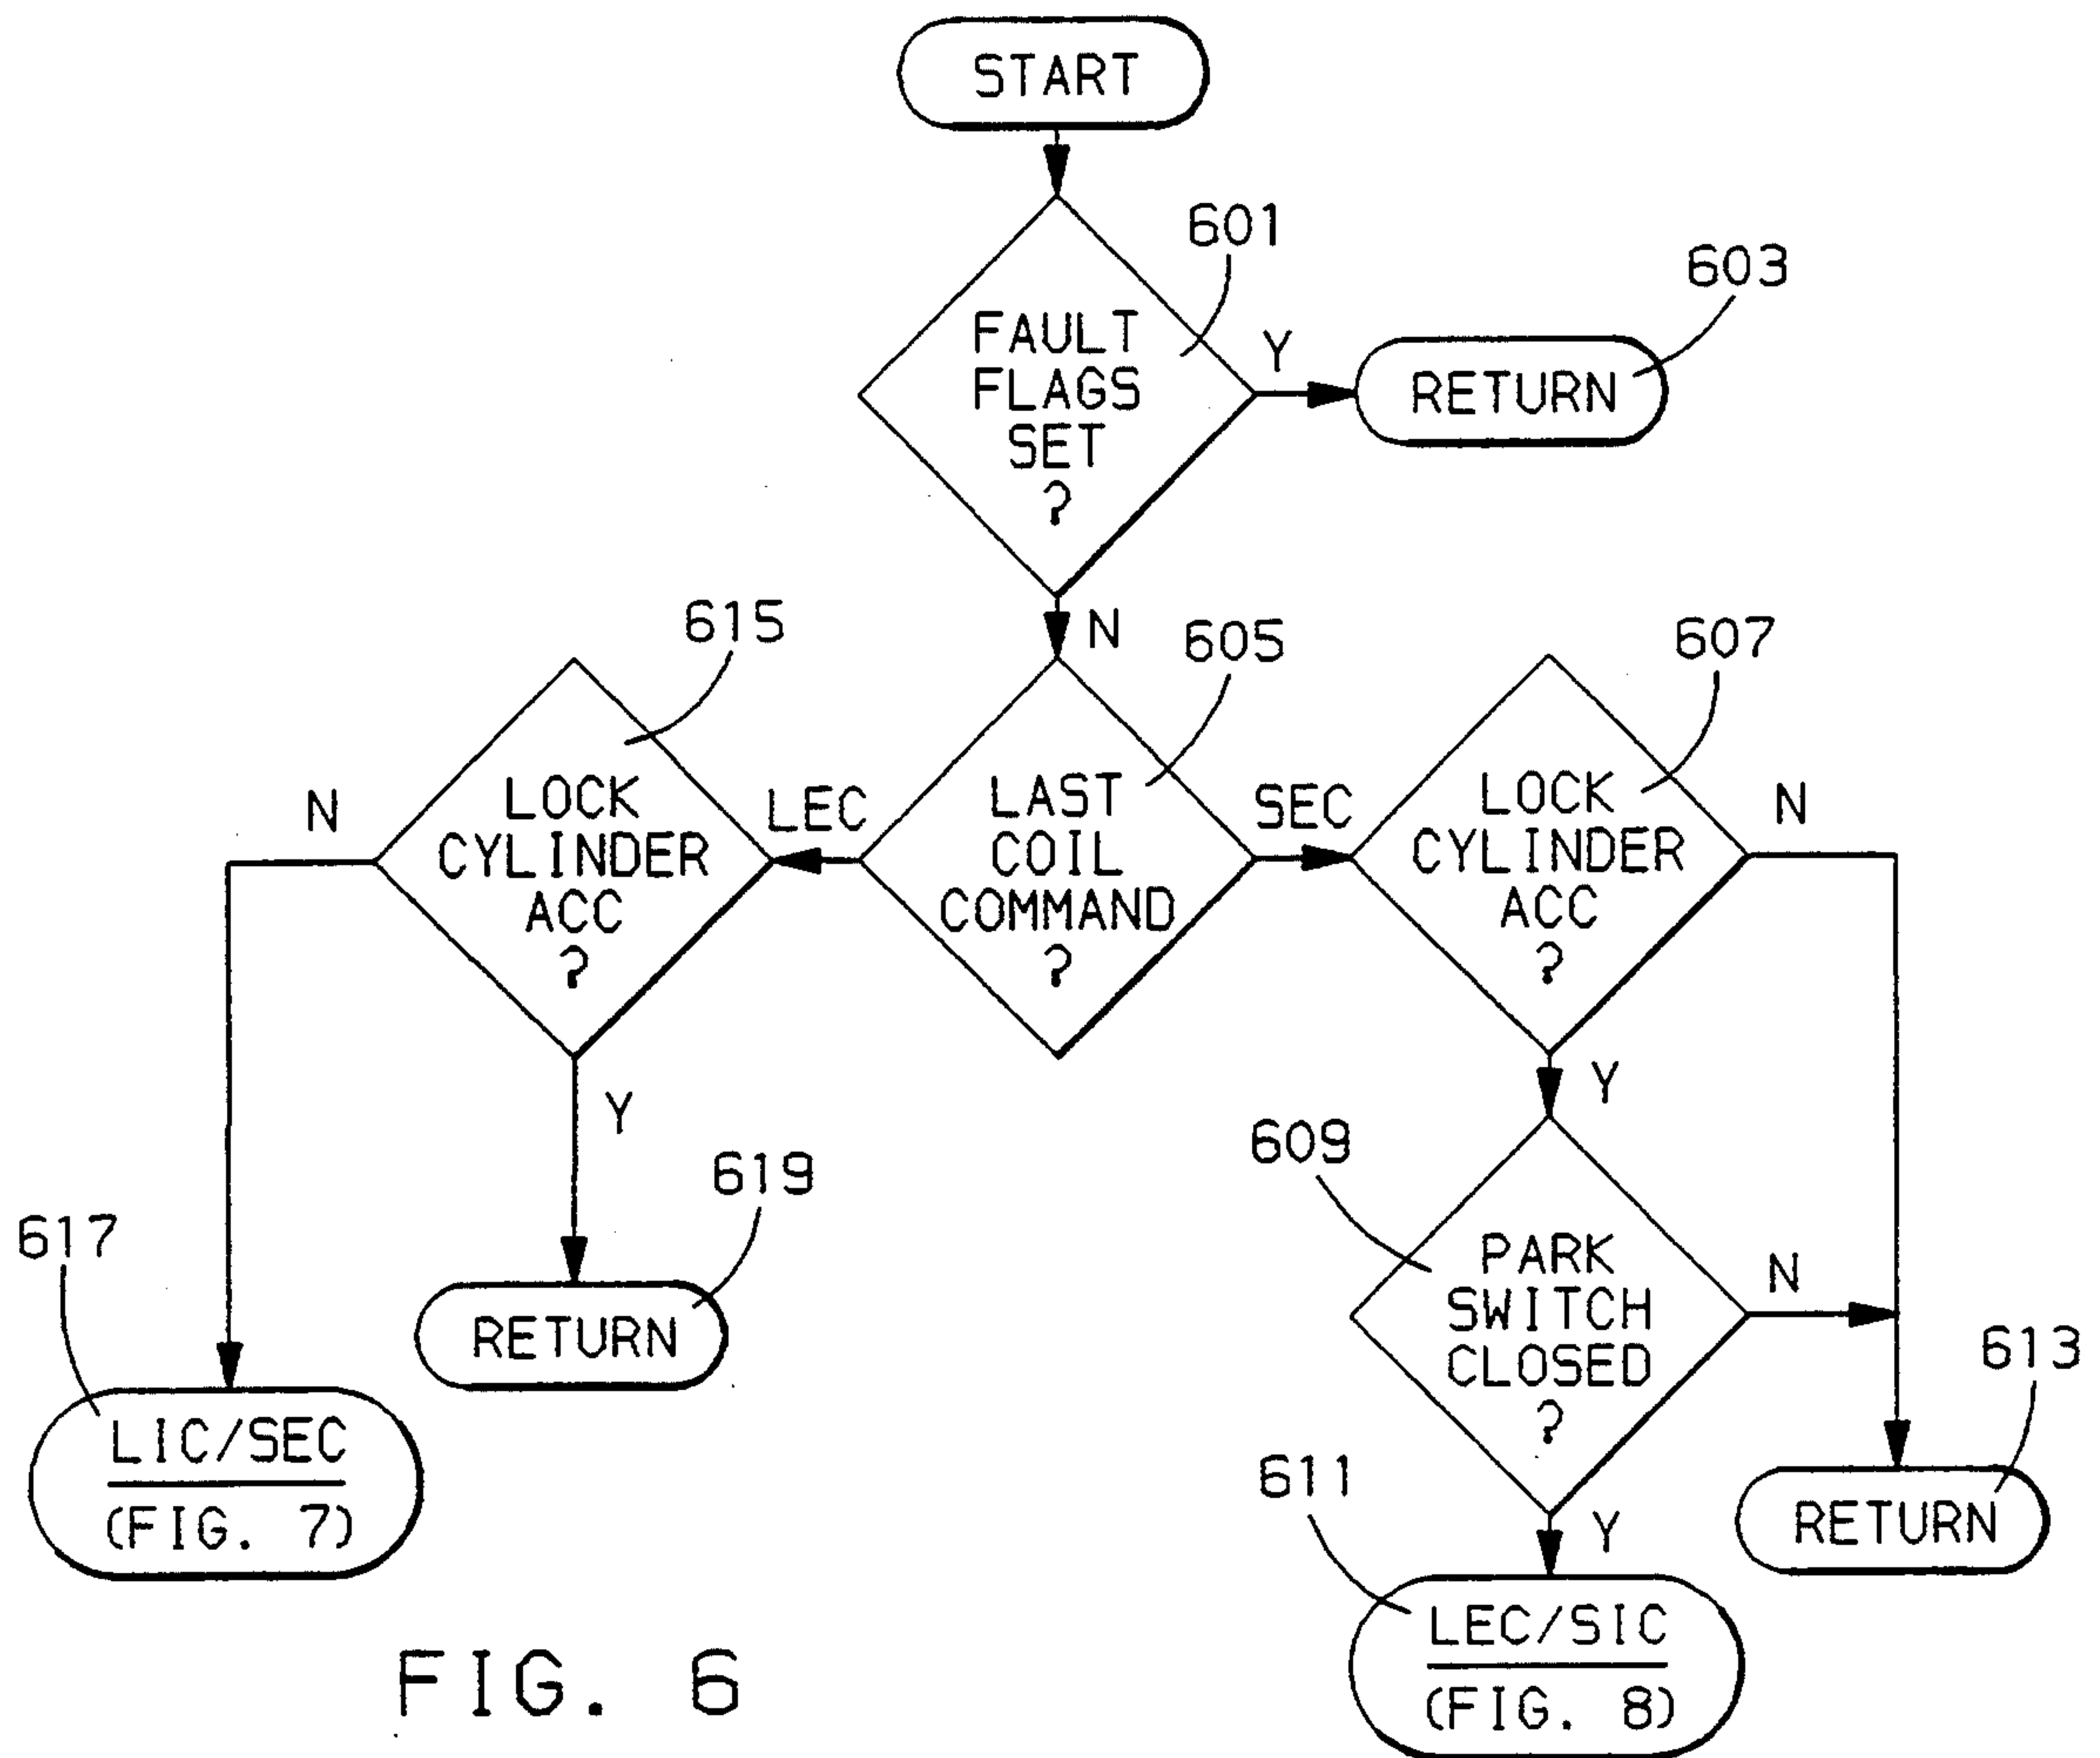 START
601
603
FAULT
FLAGS
SET
?
Y
RETURN
N
615
605
607
LOCK
CYLINDER
ACC
?
N
LEC
LAST
COIL
COMMAND
?
SEC
LOCK
CYLINDER
ACC
?
N
Y
Y
609
619
617
RETURN
PARK
SWITCH
CLOSED
?
N
613
LIC/SEC
(FIG. 7)
611
Y
RETURN
LEC/SIC
(FIG. 8)
FIG. 6